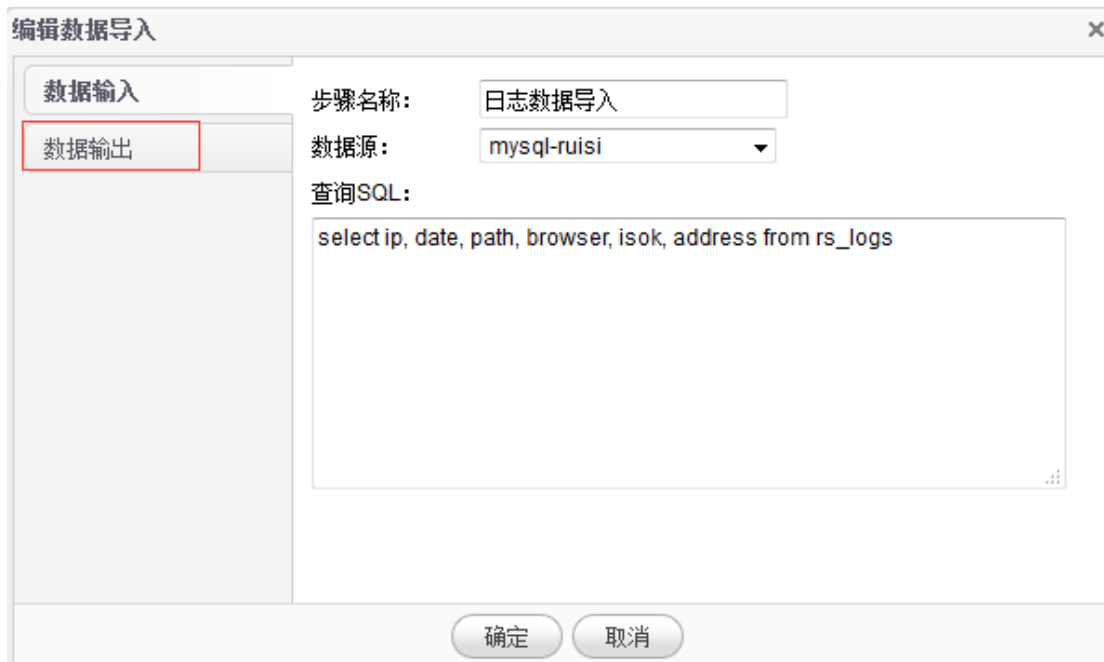 编辑数据导入
数据输入
数据输出
步骤名称： 日志数据导入
数据源： mysql-ruisi
查询SQL：
select ip, date, path, browser, isok, address from rs_logs
确定 取消